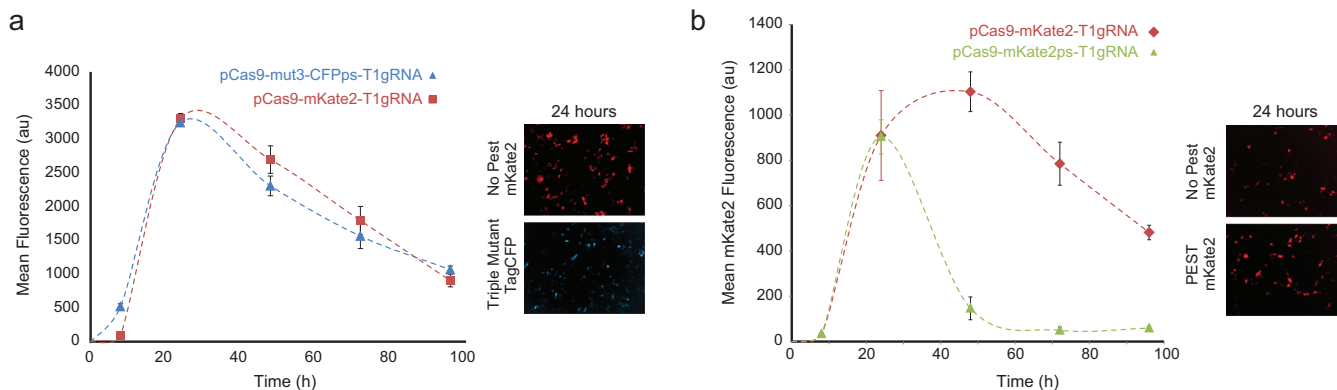 a
pCas9-mut3-CFPps-T1gRNA
pCas9-mKate2-T1gRNA
Mean Fluorescence (au)
4000
3500
3000
2500
2000
1500
1000
500
0
0 20 40 60 80 100
Time (h)
24 hours
No Pest
mKate2
Triple Mutant
TagCFP
b
pCas9-mKate2-T1gRNA
pCas9-mKate2ps-T1gRNA
Mean mKate2 Fluorescence (au)
1400
1200
1000
800
600
400
200
0
0 20 40 60 80 100
Time (h)
24 hours
No Pest
mKate2
PEST
mKate2